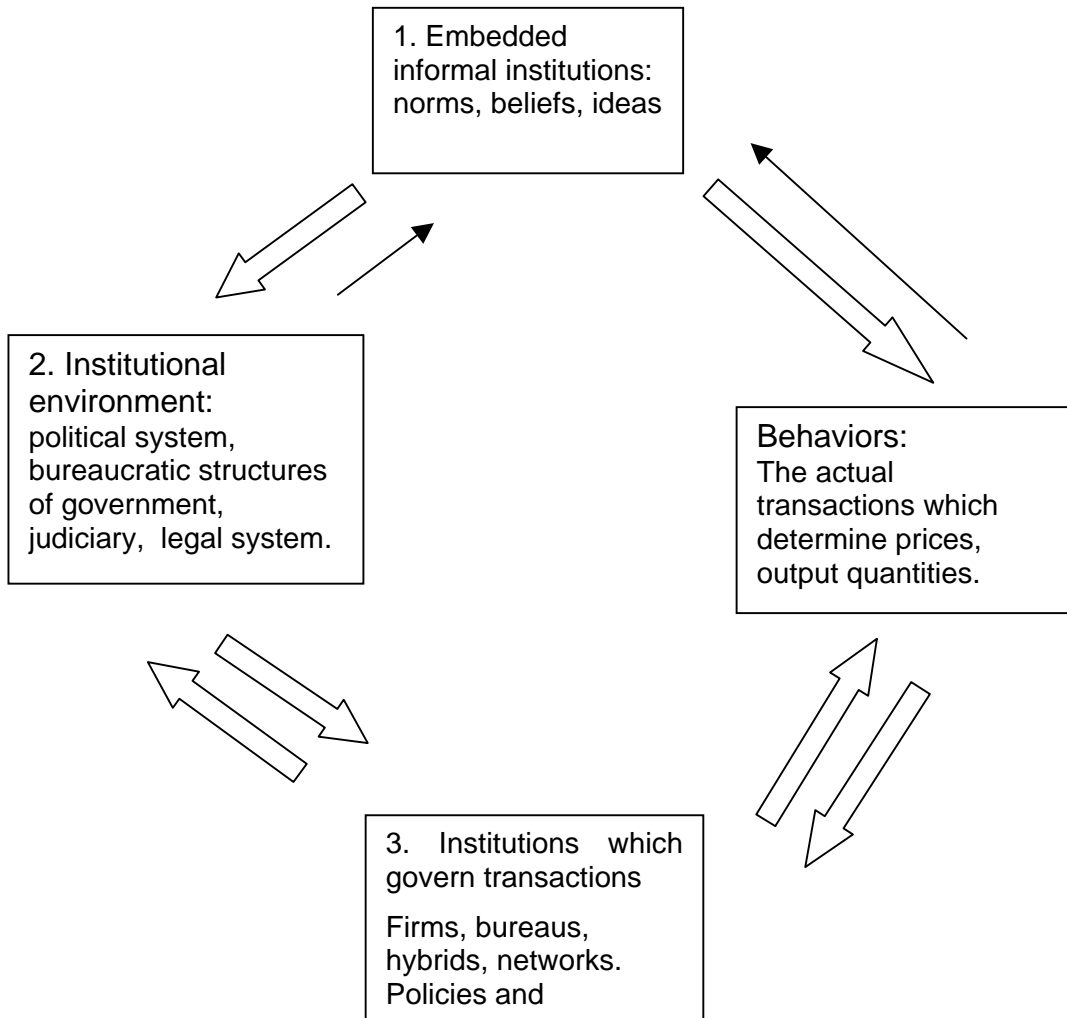 1. Embedded
informal institutions:
norms, beliefs, ideas
2. Institutional
environment:
political system,
bureaucratic structures
of government,
judiciary, legal system.
Behaviors:
The actual
transactions which
determine prices,
output quantities.
3. Institutions which
govern transactions
Firms, bureaus,
hybrids, networks.
Policies and